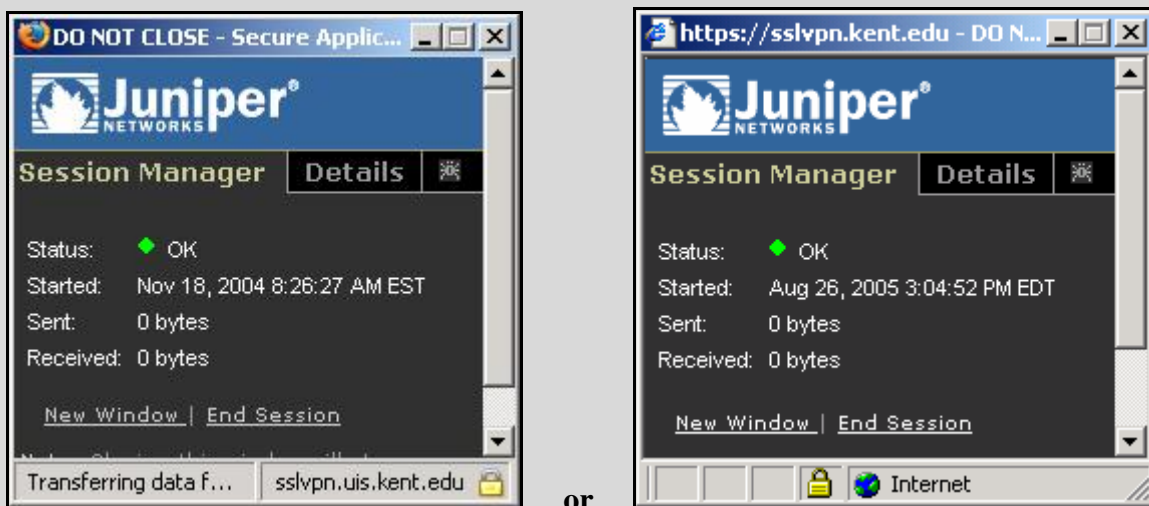 DO NOT CLOSE - Secure Applic...
Juniper®
NETWORKS
Session Manager Details
Status: OK
Started: Nov 18, 2004 8:26:27 AM EST
Sent: 0 bytes
Received: 0 bytes
New Window | End Session
Transferring data f... sslvpn.uis.kent.edu
or
https://sslvpn.kent.edu - DO N...
Juniper®
NETWORKS
Session Manager Details
Status: OK
Started: Aug 26, 2005 3:04:52 PM EDT
Sent: 0 bytes
Received: 0 bytes
New Window | End Session
Internet